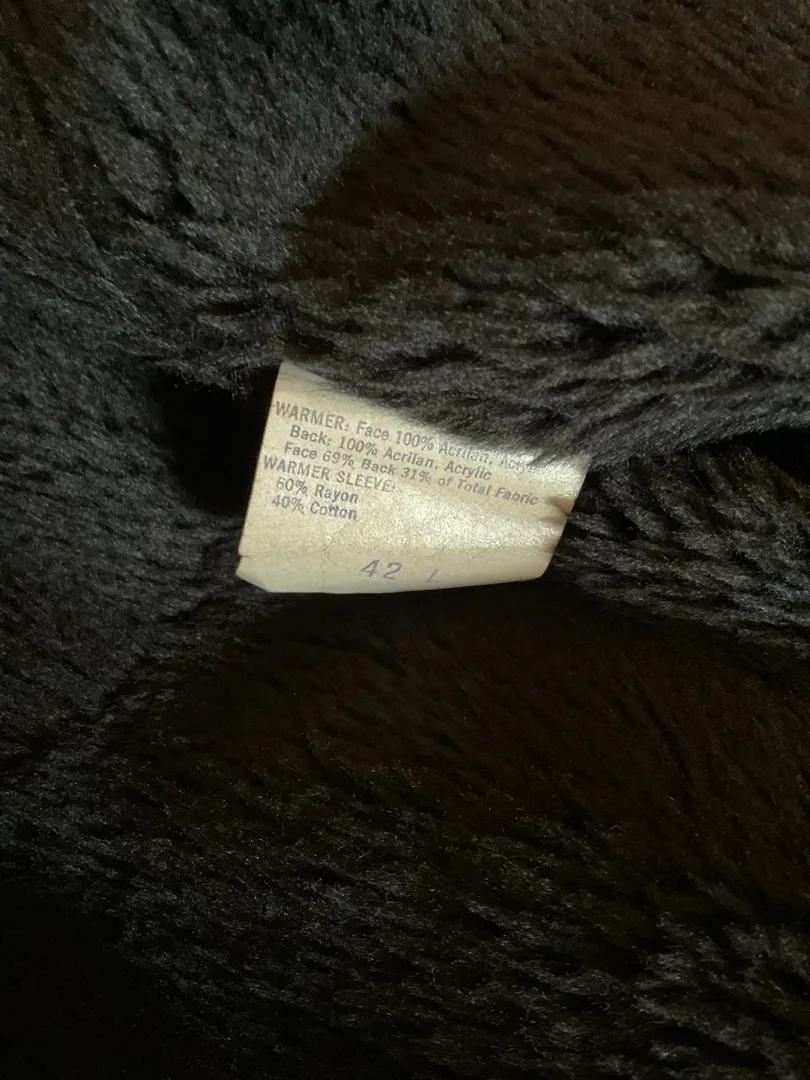 WARMER: Face 100% Acrilan, Acrylic
Back: 100% Acrilan, Acrylic
Face 69% Back 31% of Total Fabric
WARMER SLEEVE:
60% Rayon
40% Cotton
42 L